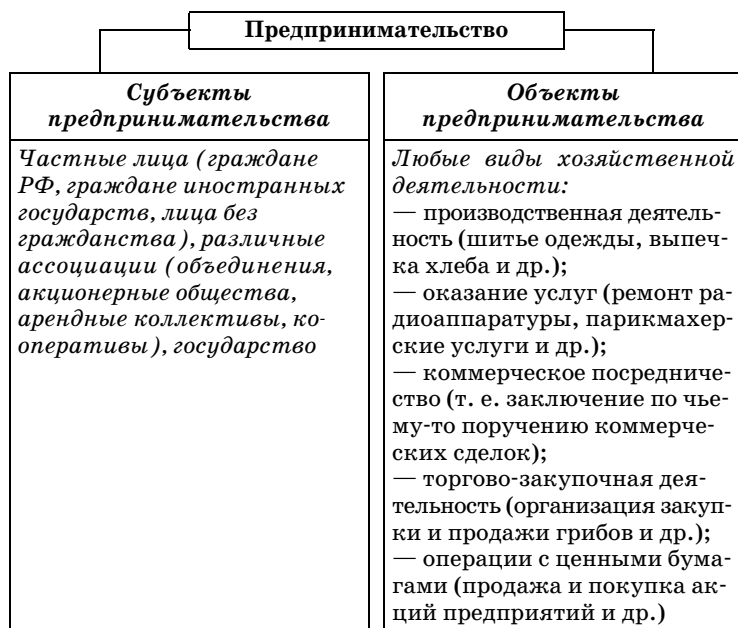 Предпринимательство
Субъекты
предпринимательства
Частные лица (граждане
РФ, граждане иностранных
государств, лица без
гражданства), различные
ассоциации (объединения,
акционерные общества,
арендные коллективы, ко-
оперативы), государство
Объекты
предпринимательства
Любые виды хозяйственной
деятельности:
— производственная деятель-
ность (шитье одежды, выпеч-
ка хлеба и др.);
— оказание услуг (ремонт ра-
диоаппаратуры, парикмахер-
ские услуги и др.);
— коммерческое посредниче-
ство (т. е. заключение по чье-
му-то поручению коммерче-
ских сделок);
— торгово-закупочная дея-
тельность (организация закуп-
ки и продажи грибов и др.);
— операции с ценными бума-
гами (продажа и покупка ак-
ций предприятий и др.)